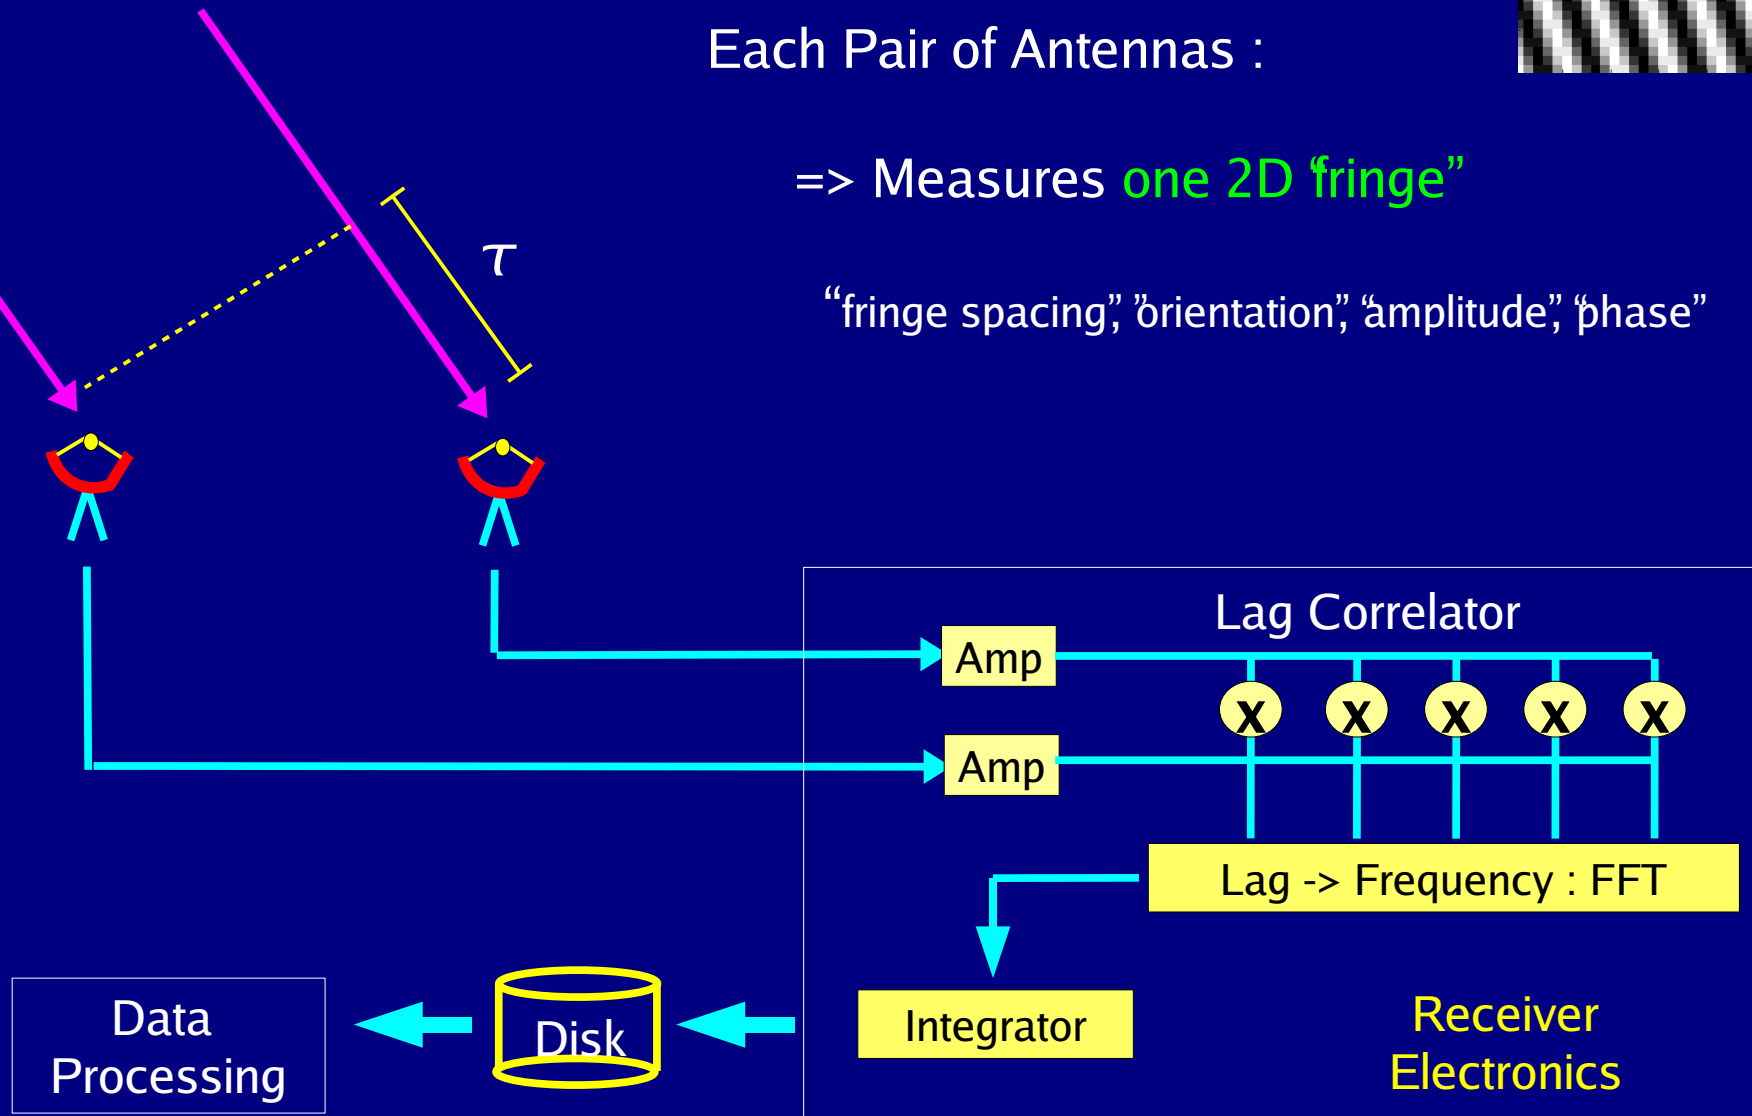 Each Pair of Antennas :
=> Measures one 2D “fringe”
τ
“fringe spacing”, ”orientation”, “amplitude”, “phase”
Lag Correlator
Amp
x x x x x
Amp
Lag -> Frequency : FFT
Integrator
Receiver
Electronics
Disk
Data
Processing